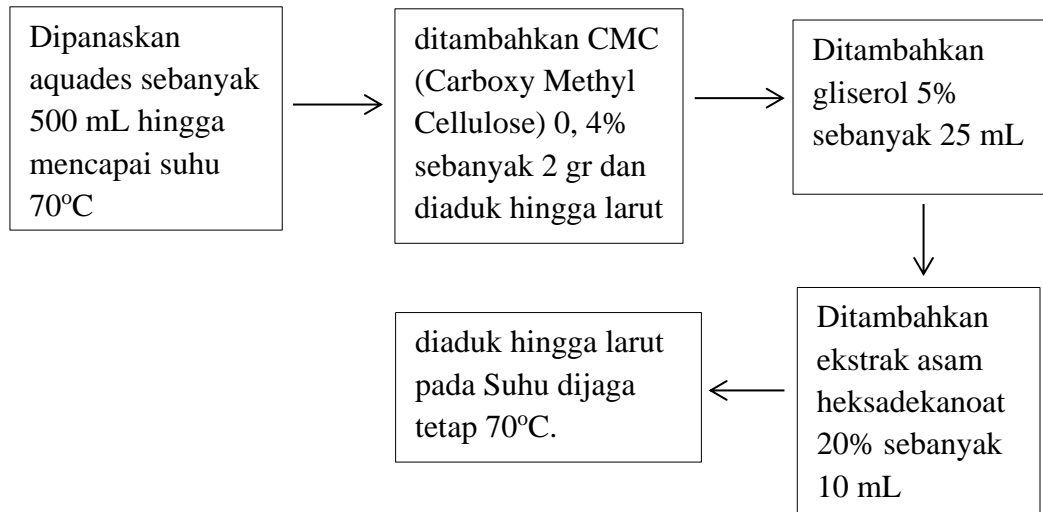 Dipanaskan
aquades sebanyak
500 mL hingga
mencapai suhu
70°C
ditambahkan CMC
(Carboxy Methyl
Cellulose) 0, 4%
sebanyak 2 gr dan
diaduk hingga larut
Ditambahkan
gliserol 5%
sebanyak 25 mL
Ditambahkan
ekstrak asam
heksadekanoat
20% sebanyak
10 mL
diaduk hingga larut
pada Suhu dijaga
tetap 70°C.